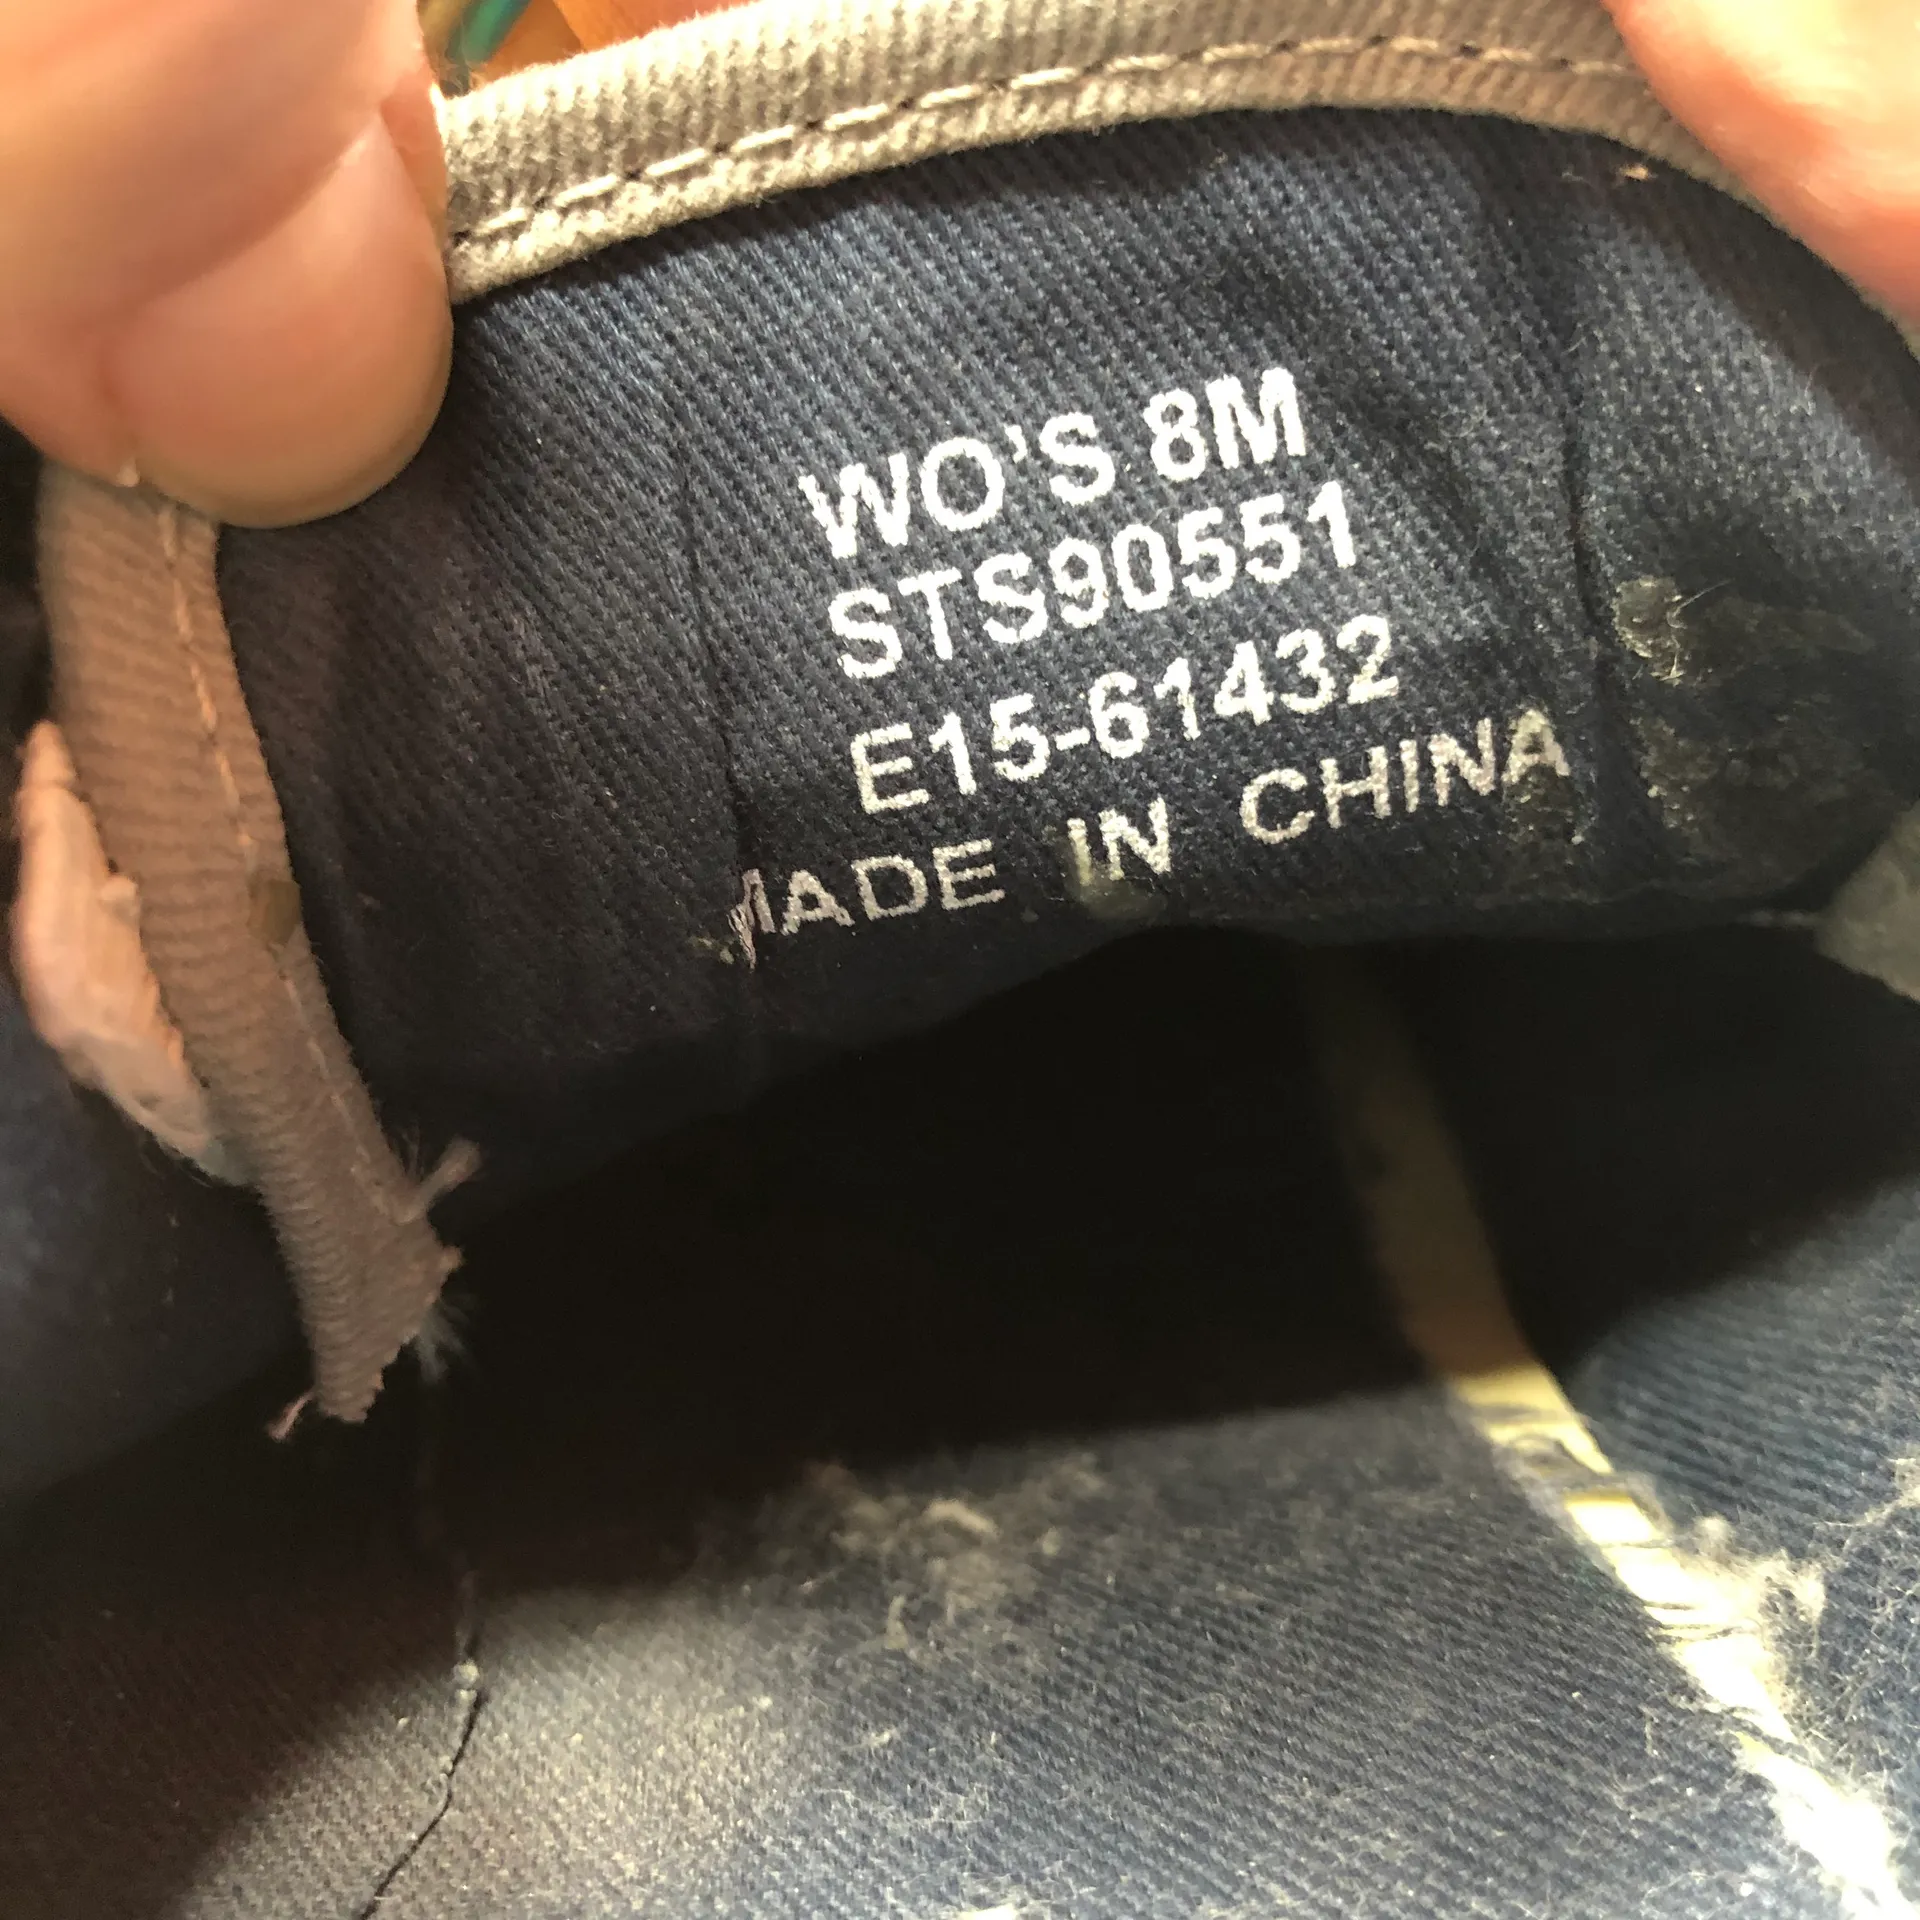 WO'S 8M
STS90551
E15-61432
MADE IN CHINA